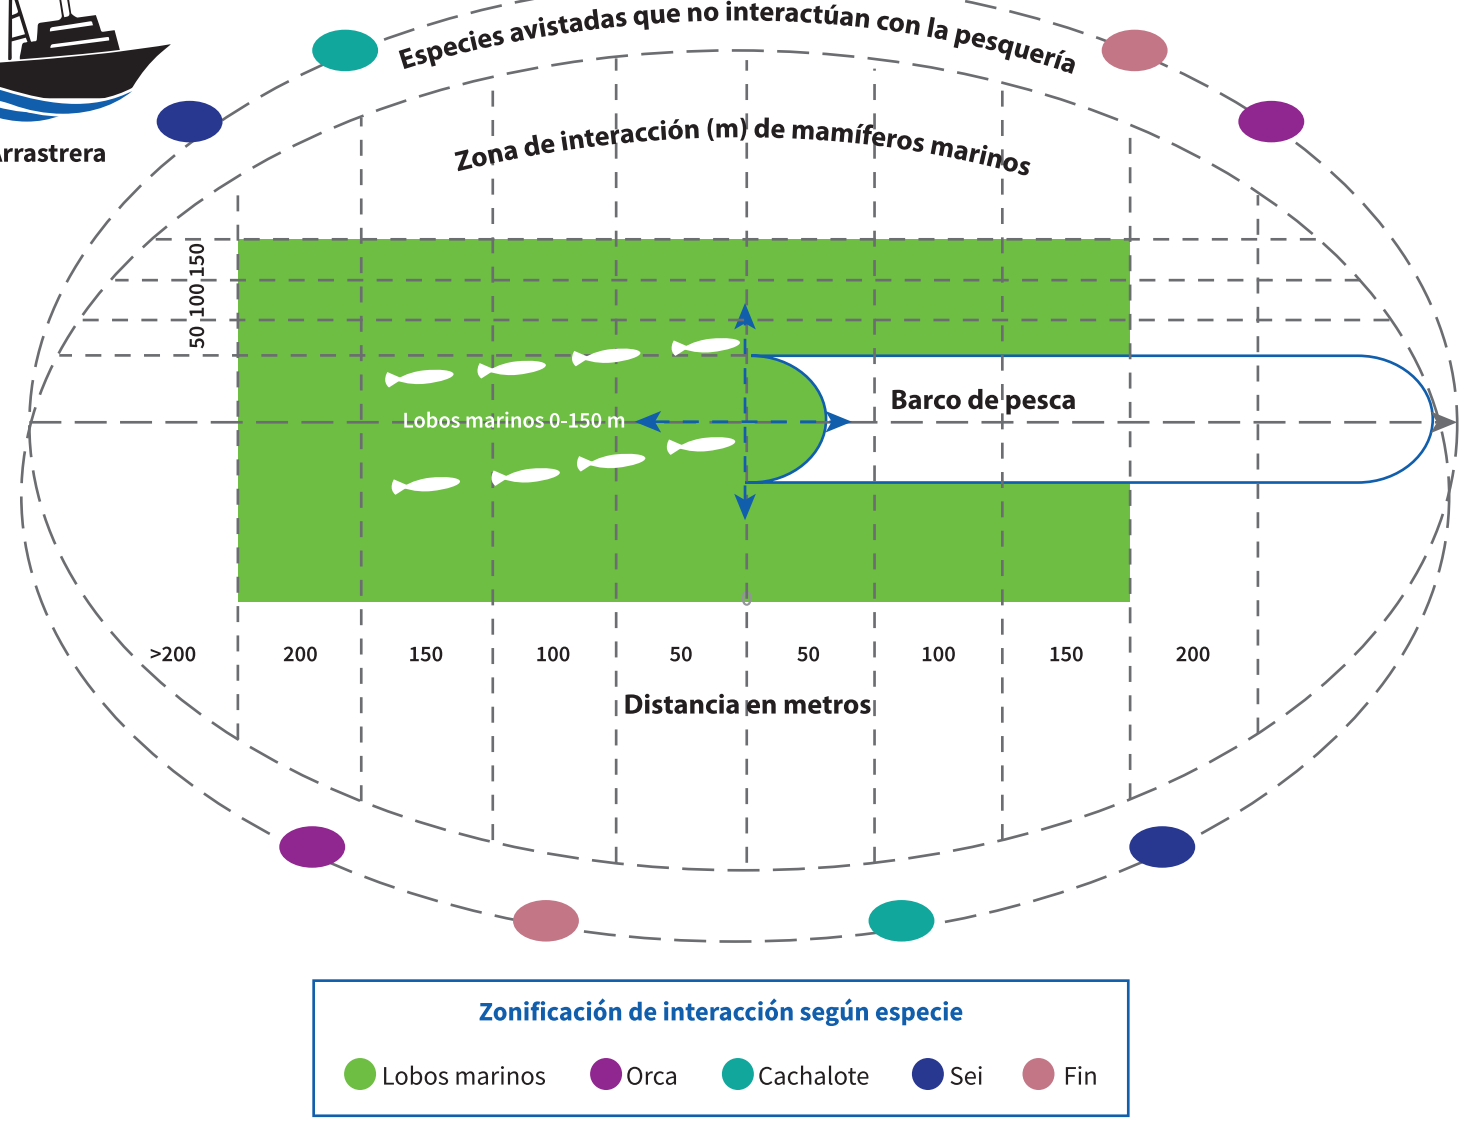 Especies avistadas que no interactúan con la pesquería
Zona de interacción (m) de mamíferos marinos
Arrastrera
150
100
50
Barco de pesca
Lobos marinos 0-150 m
0
>200 200 150 100 50 50 100 150 200
Distancia en metros
Zonificación de interacción según especie
Lobos marinos Orca Cachalote Sei Fin